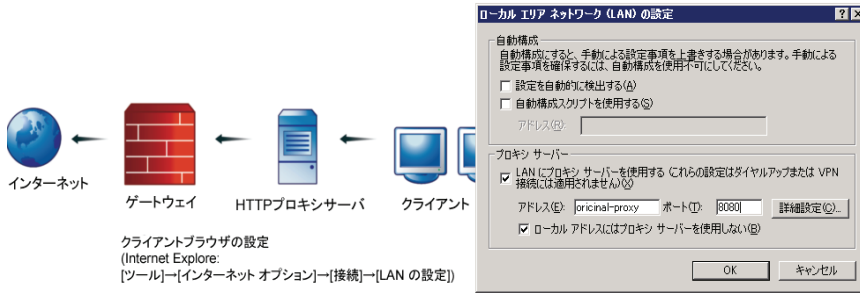 インターネット
ゲートウェイ
HTTPプロキシサーバ
クライアント
クライアントブラウザの設定
(Internet Explore:
[ツール]→[インターネット オプション]→[接続]→[LAN の設定])
ローカル エリア ネットワーク (LAN) の設定
自動構成
自動構成にすると、手動による設定事項を上書きする場合があります。手動による
設定事項を確保するには、自動構成を使用不可にしてください。
設定を自動的に検出する(A)
自動構成スクリプトを使用する(S)
アドレス(R):
プロキシ サーバー
LAN にプロキシ サーバーを使用する (これらの設定はダイヤルアップまたは VPN
接続には適用されません)(X)
アドレス(E): oricinal-proxy ポート(T): 8080 詳細設定(C)...
ローカル アドレスにはプロキシ サーバーを使用しない(B)
OK キャンセル